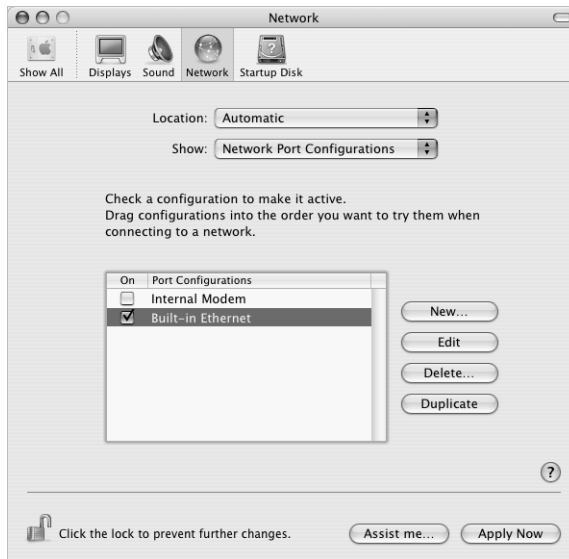 Network
Show All
Displays
Sound
Network
Startup Disk
Location: Automatic
Show: Network Port Configurations
Check a configuration to make it active.
Drag configurations into the order you want to try them when
connecting to a network.
On Port Configurations
Internal Modem
Built-in Ethernet
New...
Edit
Delete...
Duplicate
?
Click the lock to prevent further changes.
Assist me...
Apply Now